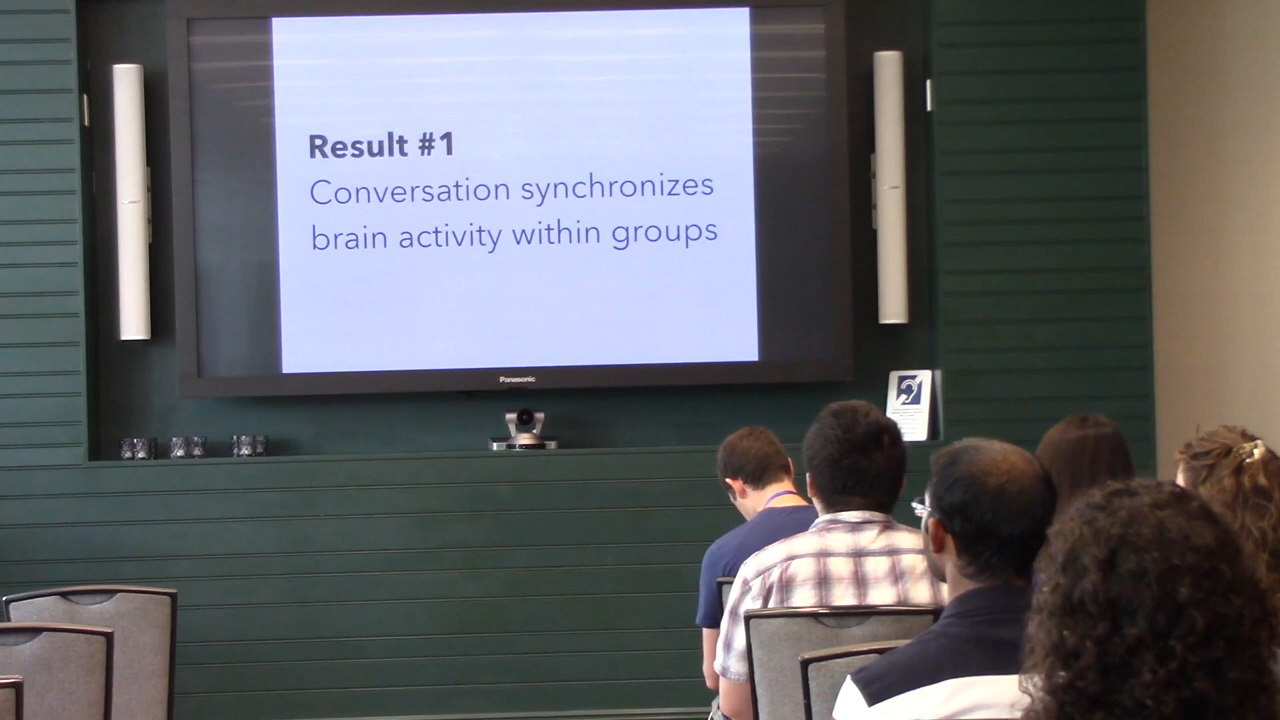 Result #1
Conversation synchronizes
brain activity within groups
Panasonic